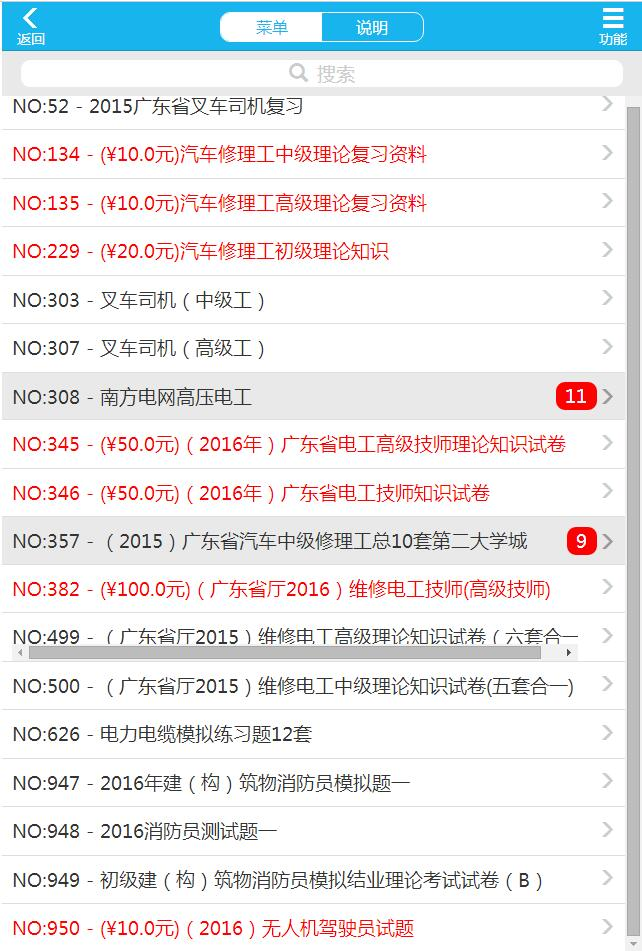 返回
菜单
说明
功能
搜索
NO:52 - 2015广东省叉车司机复习
NO:134 - (¥10.0元)汽车修理工中级理论复习资料
NO:135 - (¥10.0元)汽车修理工高级理论复习资料
NO:229 - (¥20.0元)汽车修理工初级理论知识
NO:303 - 叉车司机（中级工）
NO:307 - 叉车司机（高级工）
NO:308 - 南方电网高压电工 11
NO:345 - (¥50.0元)（2016年）广东省电工高级技师理论知识试卷
NO:346 - (¥50.0元)（2016年）广东省电工技师知识试卷
NO:357 - （2015）广东省汽车中级修理工总10套第二大学城 9
NO:382 - (¥100.0元)（广东省厅2016）维修电工技师(高级技师)
NO:499 - （广东省厅2015）维修电工高级理论知识试卷（六套合一
NO:500 - （广东省厅2015）维修电工中级理论知识试卷(五套合一)
NO:626 - 电力电缆模拟练习题12套
NO:947 - 2016年建（构）筑物消防员模拟题一
NO:948 - 2016消防员测试题一
NO:949 - 初级建（构）筑物消防员模拟结业理论考试试卷（B）
NO:950 - (¥10.0元)（2016）无人机驾驶员试题